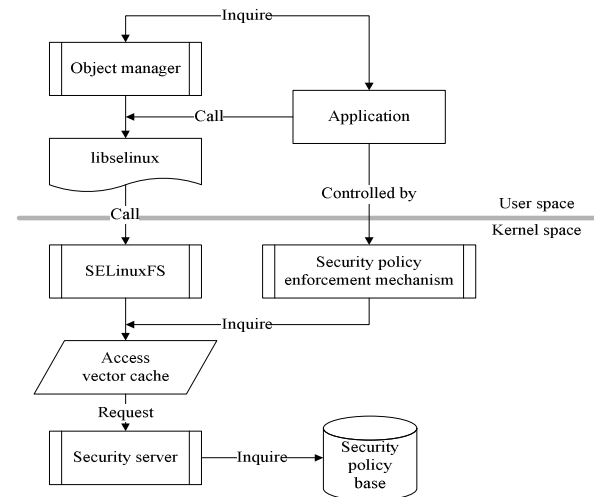 Inquire
Object manager
Call
Application
libselinux
Controlled by
User space
Call
Kernel space
SELinuxFS
Security policy
enforcement mechanism
Inquire
Access
vector cache
Request
Security server
Inquire
Security
policy
base